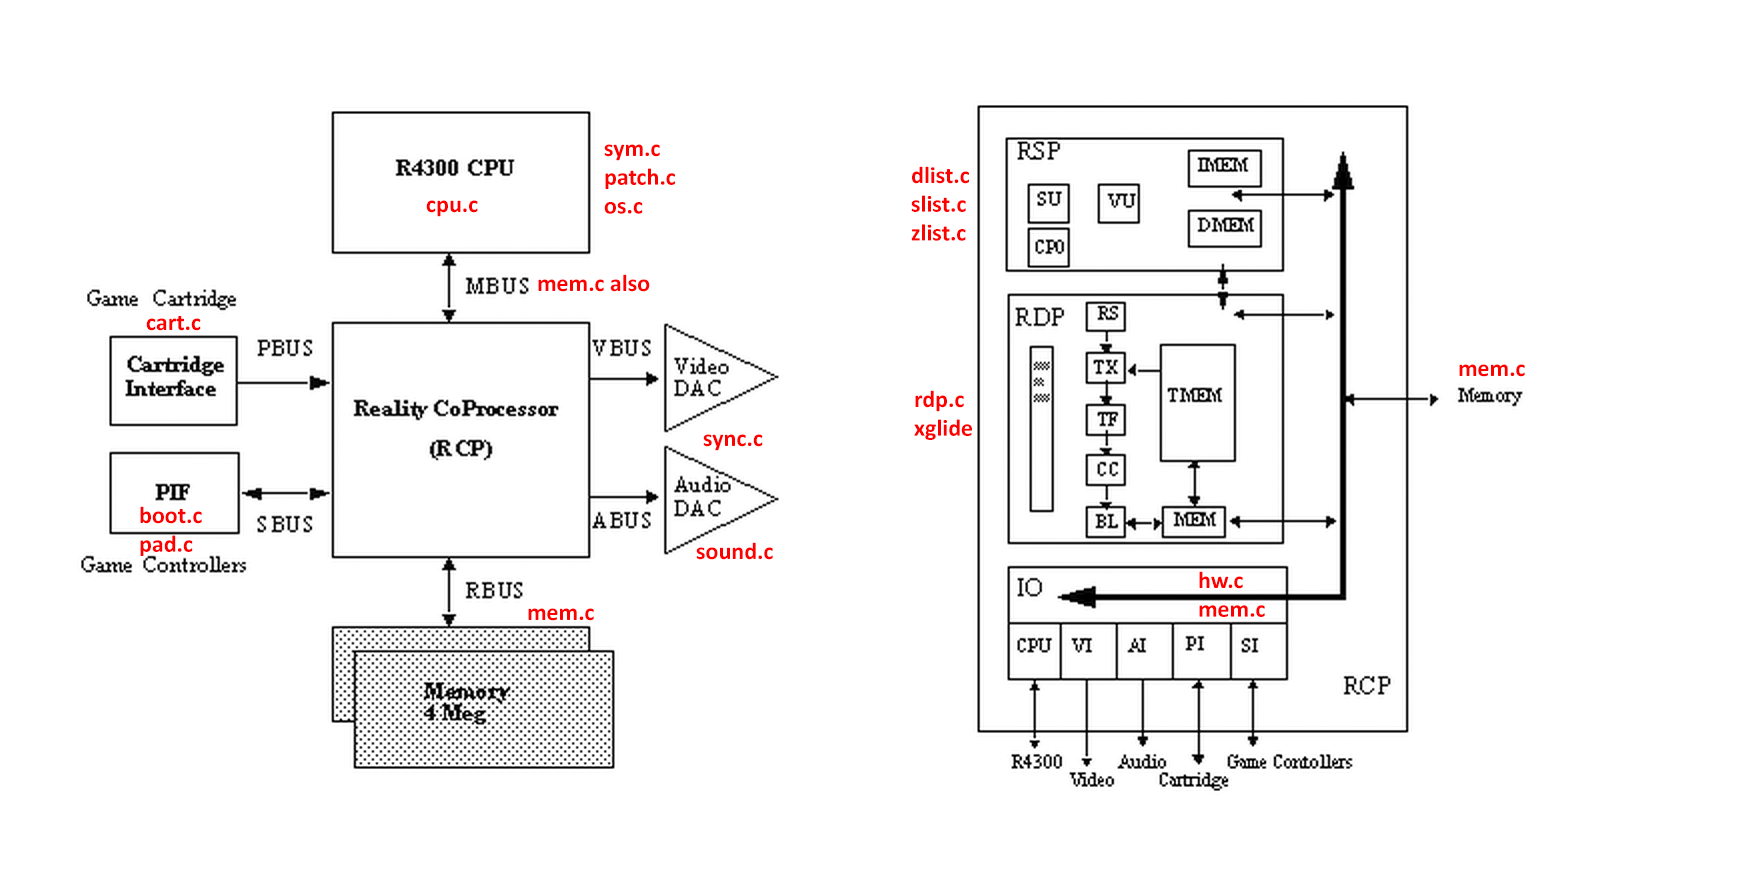 R4300 CPU
cpu.c
sym.c
patch.c
os.c
MBUS mem.c also
Game Cartridge
cart.c
Cartridge
Interface
PBUS
Reality CoProcessor
(RCP)
VBUS
Video
DAC
sync.c
PIF
boot.c
pad.c
Game Controllers
SBUS
Audio
DAC
ABUS
sound.c
RBUS
mem.c
Memory
4 Meg
RSP
IMEM
SU
VU
DMEM
CP0
dlist.c
slist.c
zlist.c
RDP
RS
TX
TMEM
TF
CC
BL
MEM
rdp.c
xglide
mem.c
Memory
IO
hw.c
mem.c
CPU VI AI PI SI
RCP
R4300
Video
Audio
Cartridge
Game Contollers